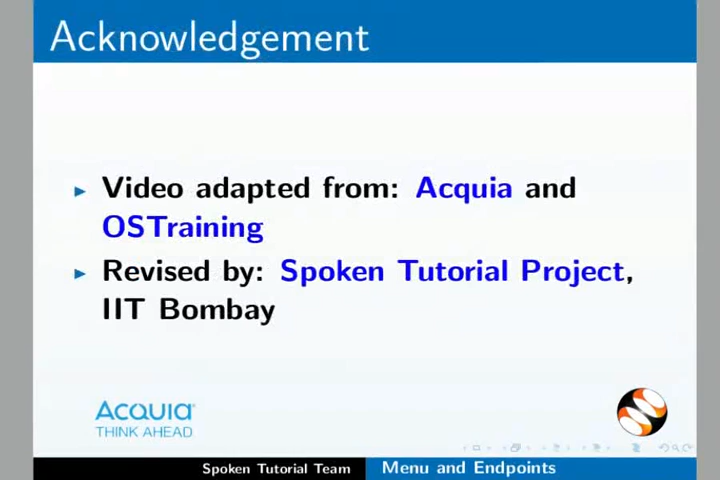 Acknowledgement
Video adapted from: Acquia and
OSTraining
Revised by: Spoken Tutorial Project,
IIT Bombay
ACQUIA
THINK AHEAD
Spoken Tutorial Team
Menu and Endpoints